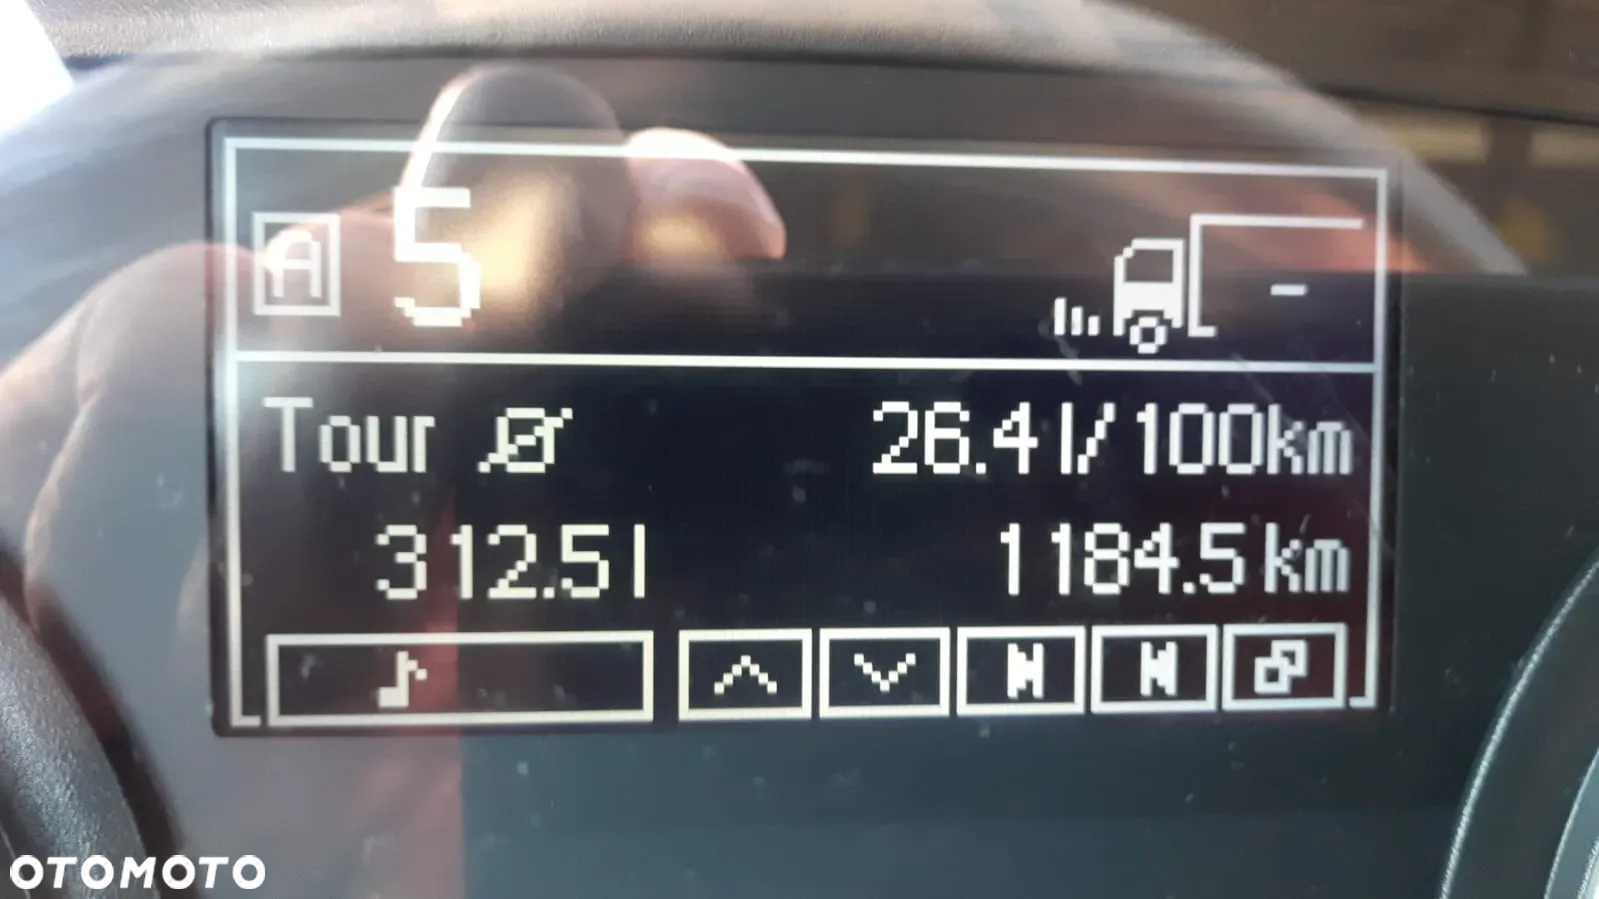 A 5
-
Tour 26.4 l/100km
312.5 l 1184.5 km
OTOMOTO